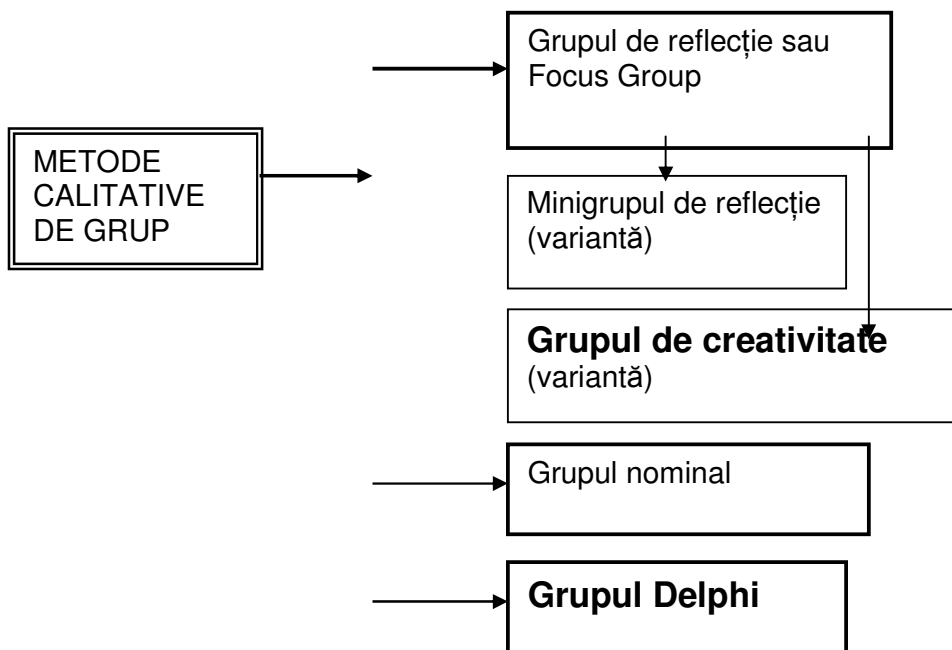 Grupul de reflecție sau
Focus Group
METODE
CALITATIVE
DE GRUP
Minigrupul de reflecție
(variantă)
Grupul de creativitate
(variantă)
Grupul nominal
Grupul Delphi